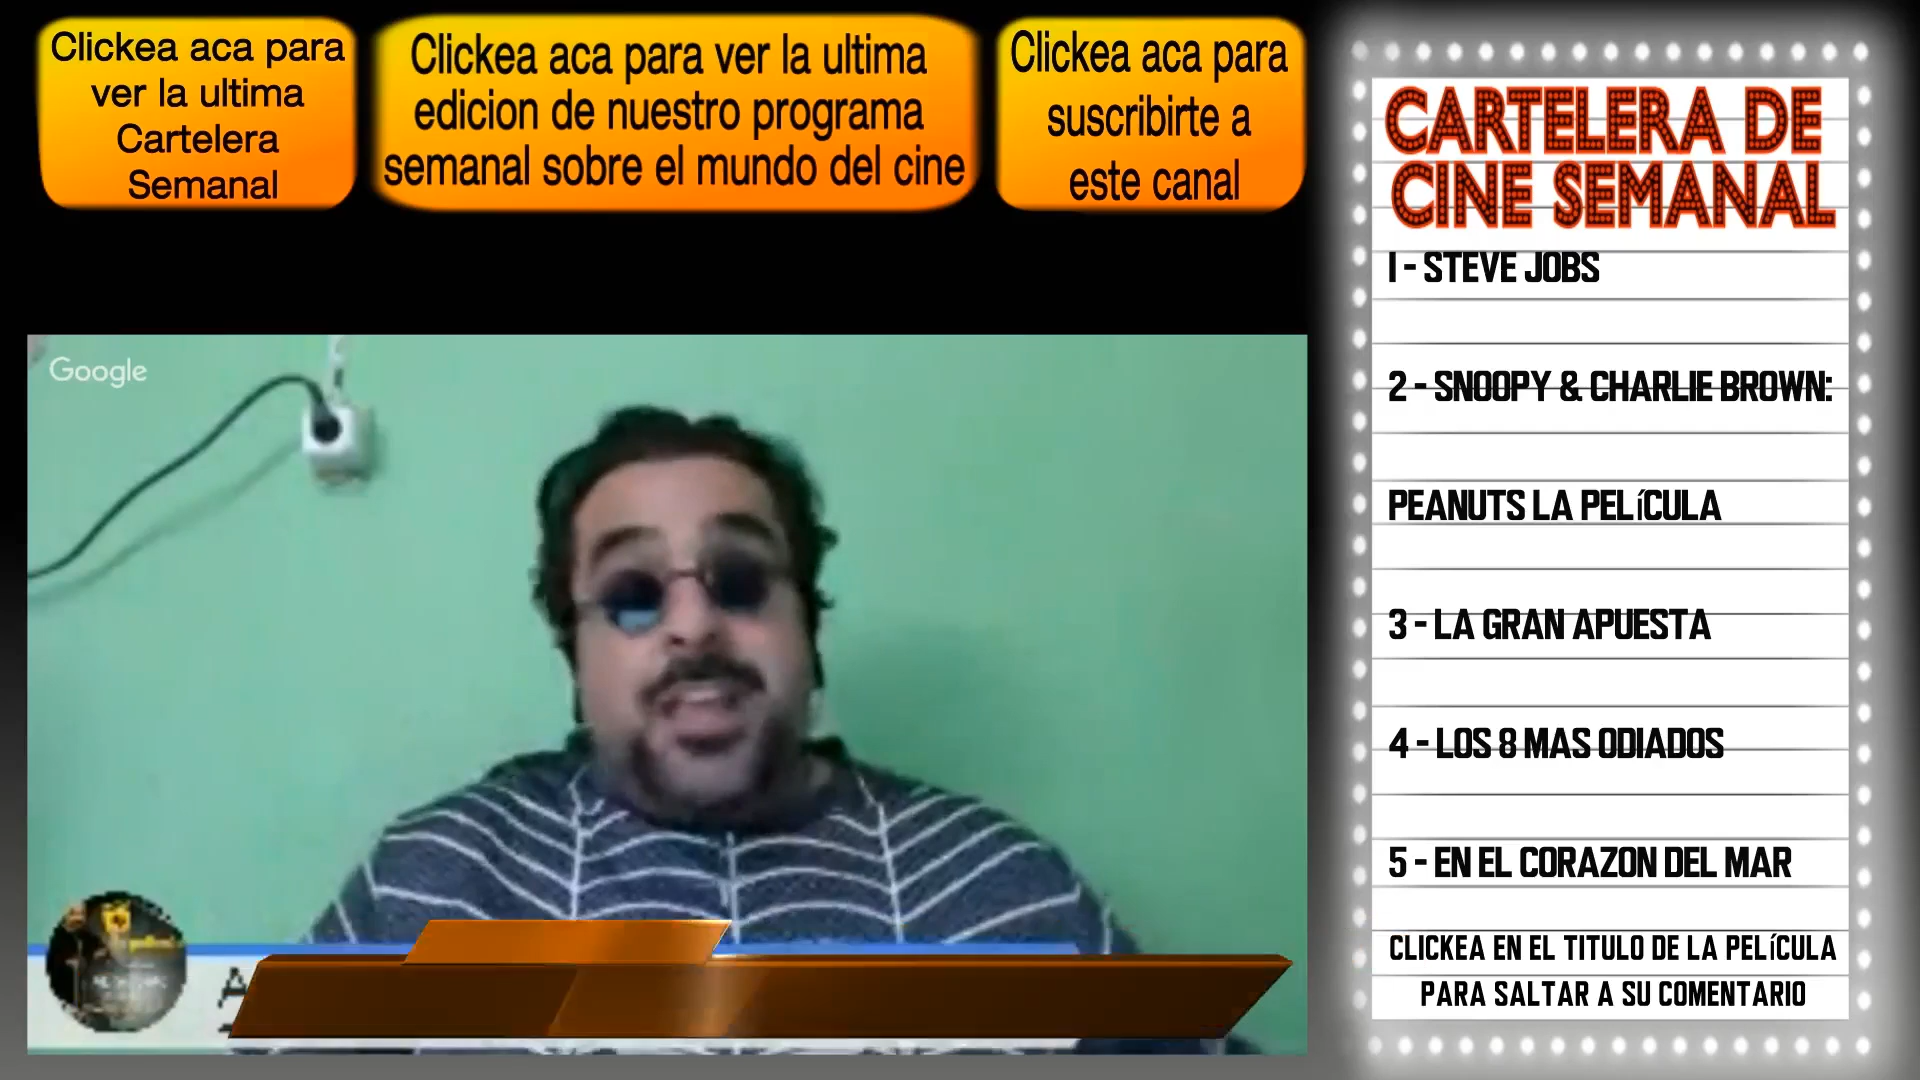 Clickea aca para
ver la ultima
Cartelera
Semanal
Clickea aca para ver la ultima
edicion de nuestro programa
semanal sobre el mundo del cine
Clickea aca para
suscribirte a
este canal
Google
CARTELERA DE
CINE SEMANAL
1 - STEVE JOBS
2 - SNOOPY & CHARLIE BROWN:
PEANUTS LA PELíCULA
3 - LA GRAN APUESTA
4 - LOS 8 MAS ODIADOS
5 - EN EL CORAZON DEL MAR
CLICKEA EN EL TITULO DE LA PELíCULA
PARA SALTAR A SU COMENTARIO